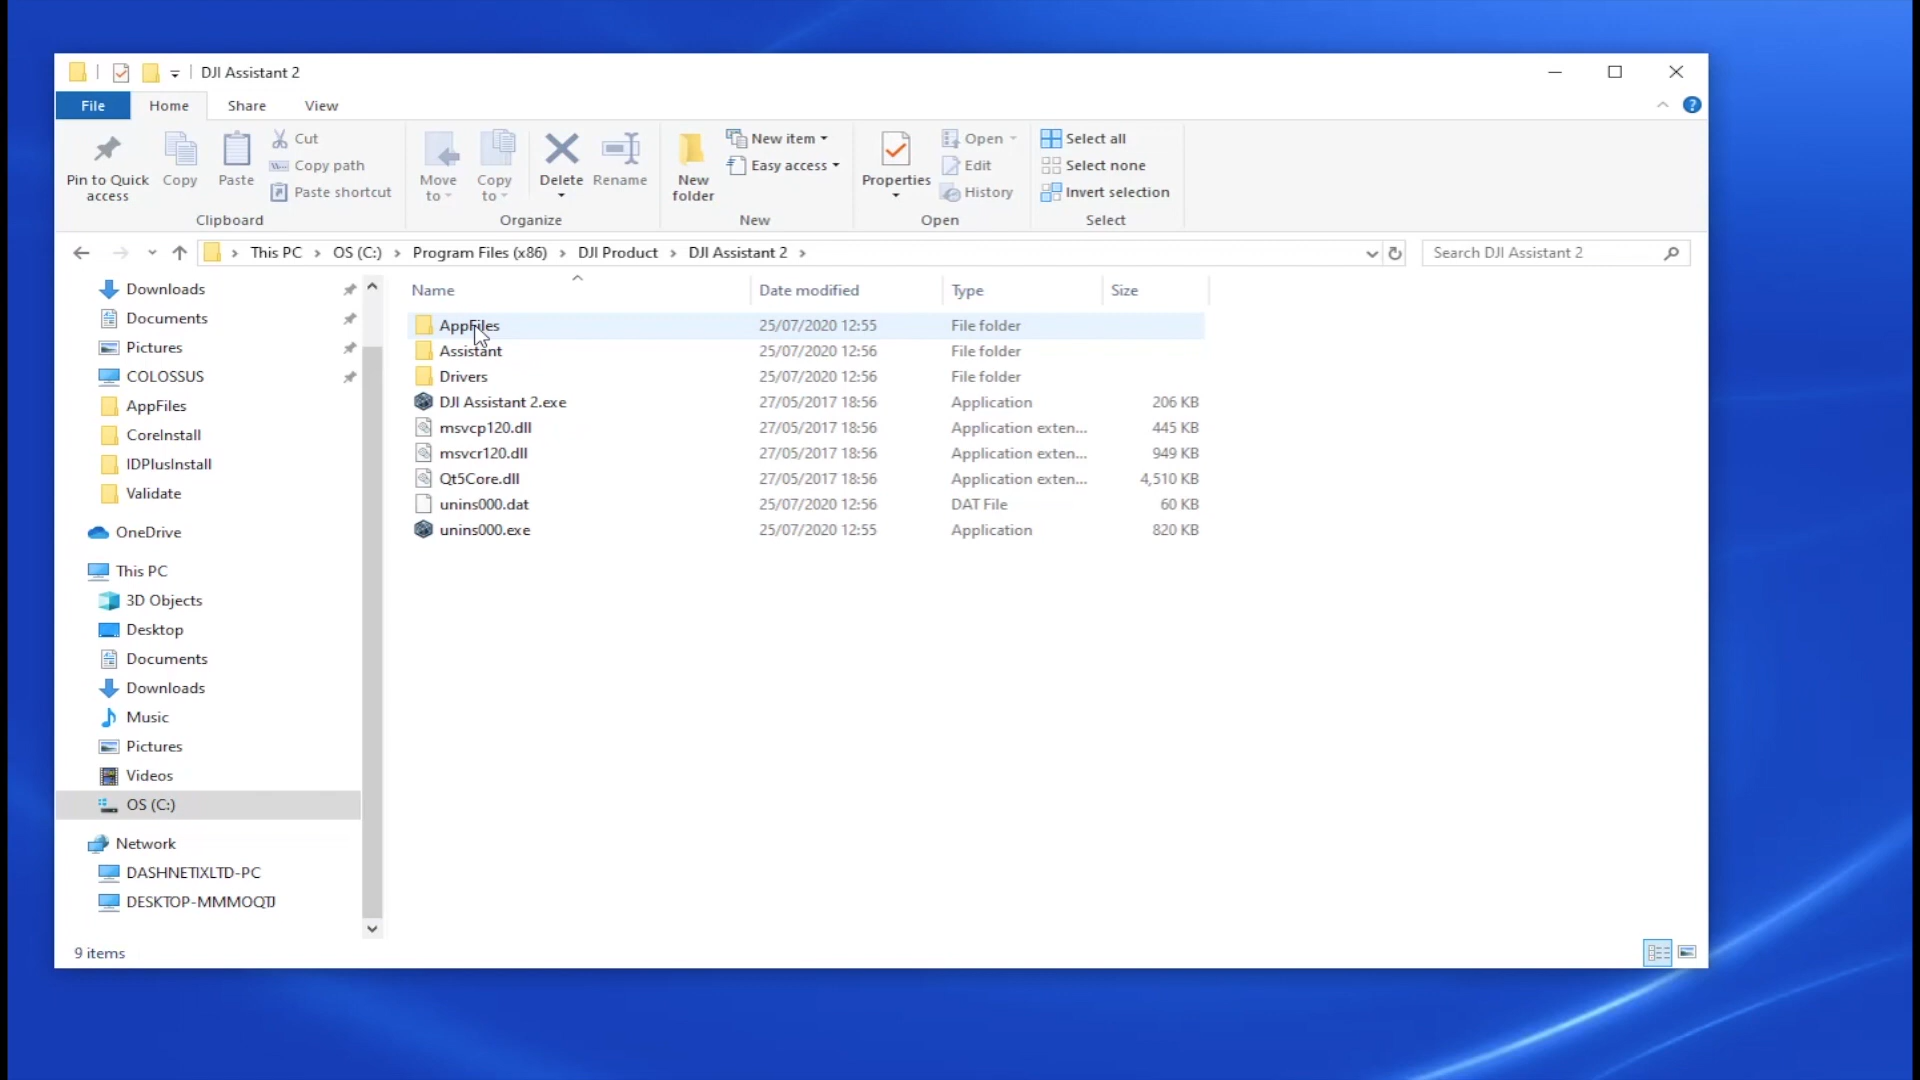 DJI Assistant 2
File Home Share View
Pin to Quick access
Copy
Paste
Cut
Copy path
Paste shortcut
Clipboard
Move to
Copy to
Delete
Rename
Organize
New folder
New item
Easy access
New
Properties
Open
Edit
History
Open
Select all
Select none
Invert selection
Select
This PC > OS (C:) > Program Files (x86) > DJI Product > DJI Assistant 2 >
Search DJI Assistant 2
Downloads
Documents
Pictures
COLOSSUS
AppFiles
CoreInstall
IDPlusInstall
Validate
OneDrive
This PC
3D Objects
Desktop
Documents
Downloads
Music
Pictures
Videos
OS (C:)
Network
DASHNETIXLTD-PC
DESKTOP-MMMOQTJ
Name Date modified Type Size
AppFiles 25/07/2020 12:55 File folder
Assistant 25/07/2020 12:56 File folder
Drivers 25/07/2020 12:56 File folder
DJI Assistant 2.exe 27/05/2017 18:56 Application 206 KB
msvcp120.dll 27/05/2017 18:56 Application exten... 445 KB
msvcr120.dll 27/05/2017 18:56 Application exten... 949 KB
Qt5Core.dll 27/05/2017 18:56 Application exten... 4,510 KB
unins000.dat 25/07/2020 12:56 DAT File 60 KB
unins000.exe 25/07/2020 12:55 Application 820 KB
9 items